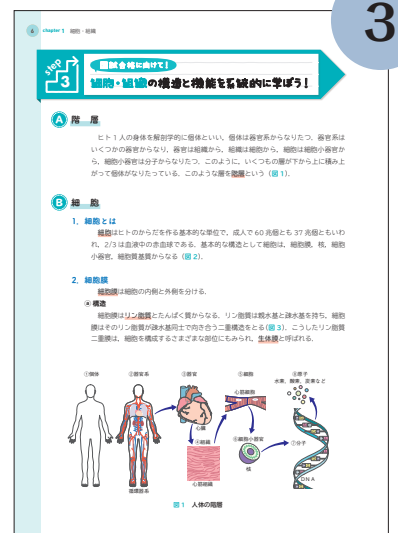 3
6 chapter 1 細胞・組織
step 3
国試合格に向けて！
細胞・組織の構造と機能を系統的に学ぼう！
A 階 層
ヒト1人の身体を解剖学的に個体といい、個体は器官系からなりたつ．器官系は
いくつかの器官からなり、器官は組織から、組織は細胞から、細胞は細胞小器官か
ら、細胞小器官は分子からなりたつ．このように、いくつもの層が下から上に積み上
がって個体がなりたっている．このような層を階層という（図1）．
B 細 胞
1．細胞とは
細胞はヒトのからだを作る基本的な単位で、成人で60兆個とも37兆個ともいわ
れ、2/3は血液中の赤血球である．基本的な構造として細胞は、細胞膜、核、細胞
小器官、細胞質基質からなる（図2）．
2．細胞膜
細胞膜は細胞の内側と外側を分ける．
構造
細胞膜はリン脂質とたんぱく質からなる．リン脂質は親水基と疎水基を持ち、細胞
膜はそのリン脂質が疎水基同士で向き合う二重構造をとる（図3）．こうしたリン脂質
二重膜は、細胞を構成するさまざまな部位にもみられ、生体膜と呼ばれる．
①個体
②器官系
循環器系
③器官
心臓
④組織
心筋組織
⑤細胞
心筋細胞
⑥細胞小器官
核
⑦分子
DNA
⑧原子
水素、酸素、炭素など
図1 人体の階層